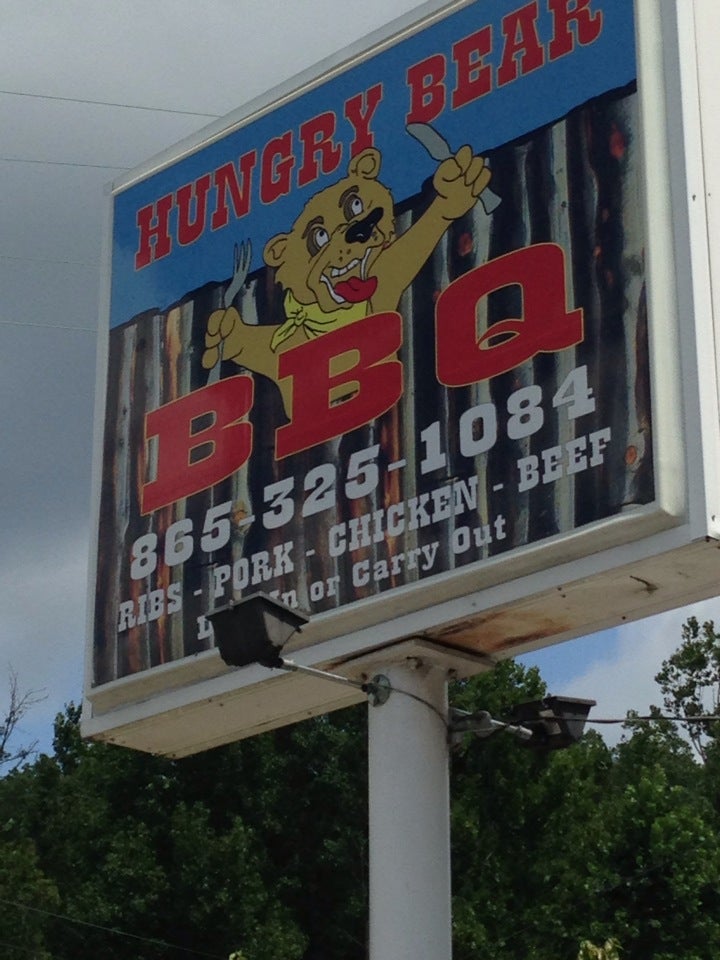 HUNGRY BEAR
BBQ
865-325-1084
RIBS - PORK - CHICKEN - BEEF
or Carry Out